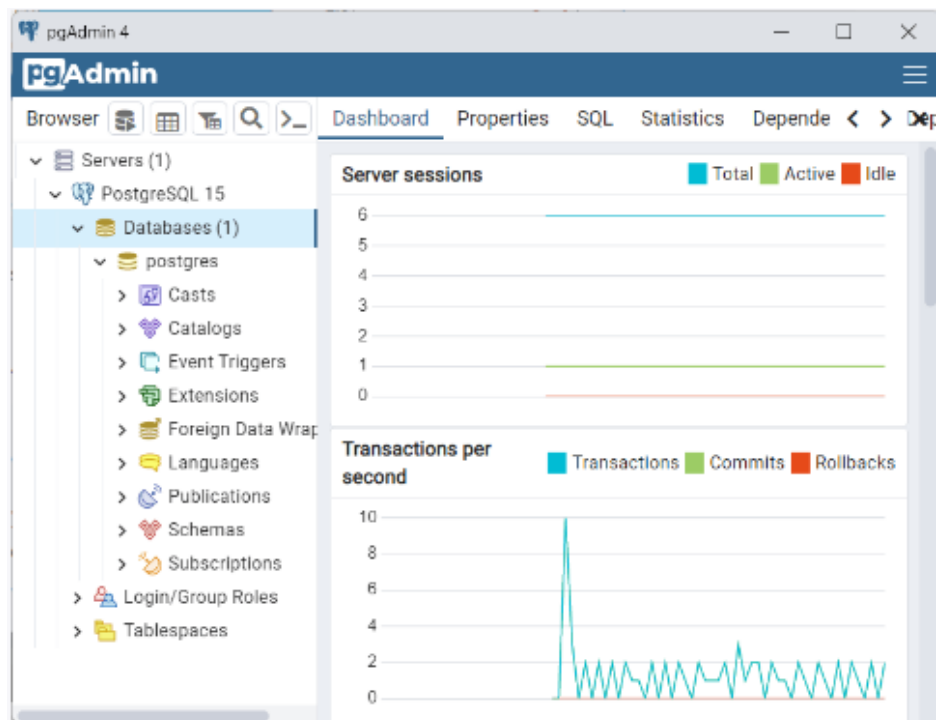 pgAdmin 4
pgAdmin
Browser
Dashboard Properties SQL Statistics Depende
Servers (1)
PostgreSQL 15
Databases (1)
postgres
Casts
Catalogs
Event Triggers
Extensions
Foreign Data Wrap
Languages
Publications
Schemas
Subscriptions
Login/Group Roles
Tablespaces
Server sessions
Total Active Idle
6
5
4
3
2
1
0
Transactions per
second
Transactions Commits Rollbacks
10
8
6
4
2
0